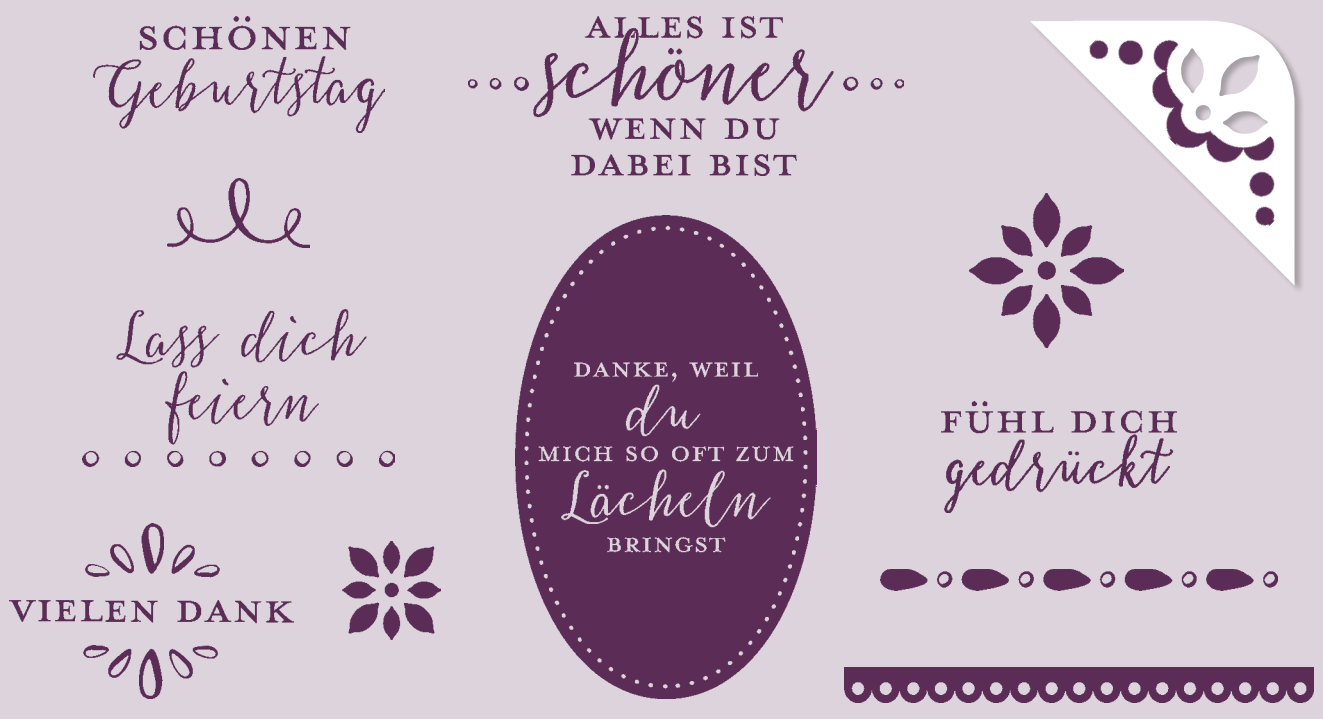 SCHÖNEN
Geburtstag
ALLES IST
schöner
WENN DU
DABEI BIST
Lass dich
feiern
DANKE, WEIL
du
MICH SO OFT ZUM
Lächeln
BRINGST
FÜHL DICH
gedrückt
VIELEN DANK